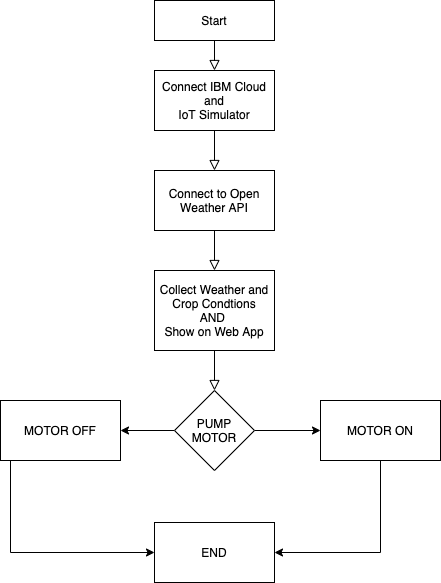 Start
Connect IBM Cloud
and
IoT Simulator
Connect to Open
Weather API
Collect Weather and
Crop Condtions
AND
Show on Web App
MOTOR OFF
PUMP
MOTOR
MOTOR ON
END